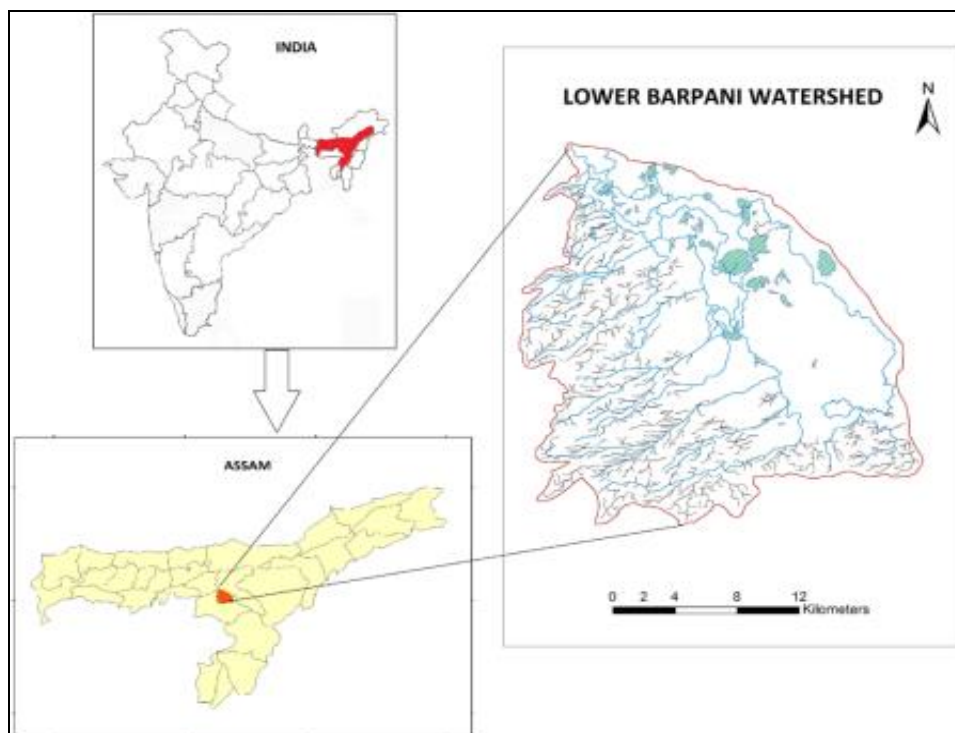 INDIA
LOWER BARPANI WATERSHED
N
ASSAM
0 2 4 8 12
Kilometers